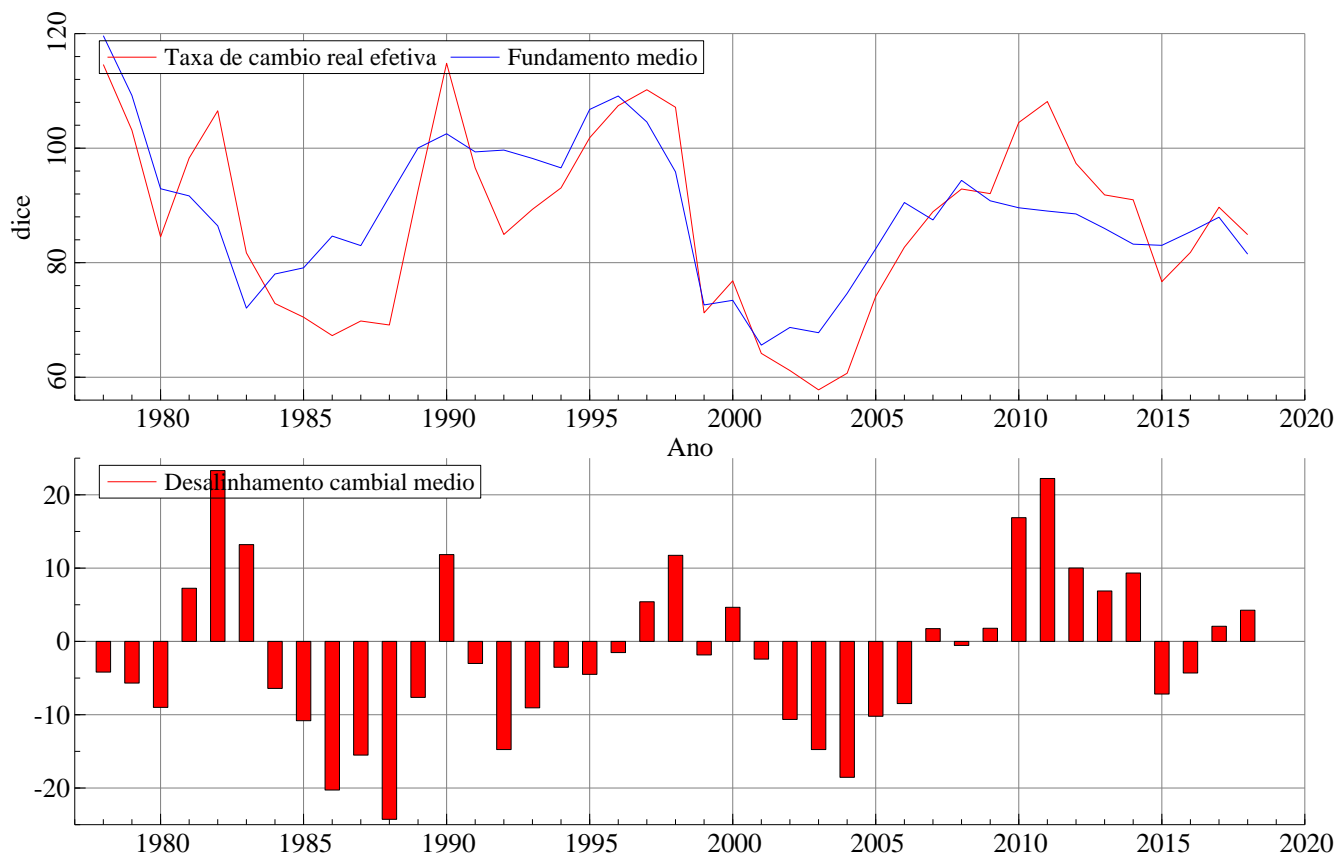 120
Taxa de cambio real efetiva Fundamento medio
100
dice
80
60
1980 1985 1990 1995 2000 2005 2010 2015 2020
Ano
Desalinhamento cambial medio
20
10
0
-10
-20
1980 1985 1990 1995 2000 2005 2010 2015 2020